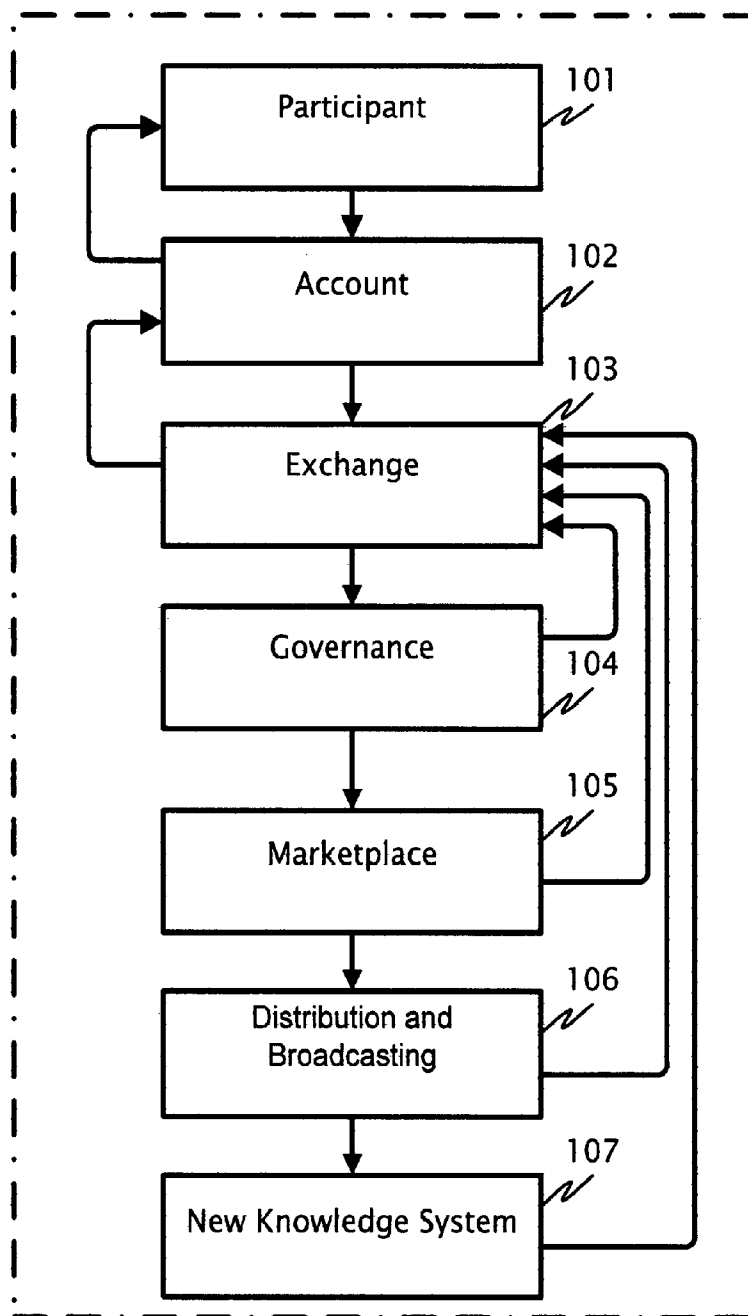 101
Participant
102
Account
103
Exchange
Governance
104
105
Marketplace
106
Distribution and
Broadcasting
107
New Knowledge System